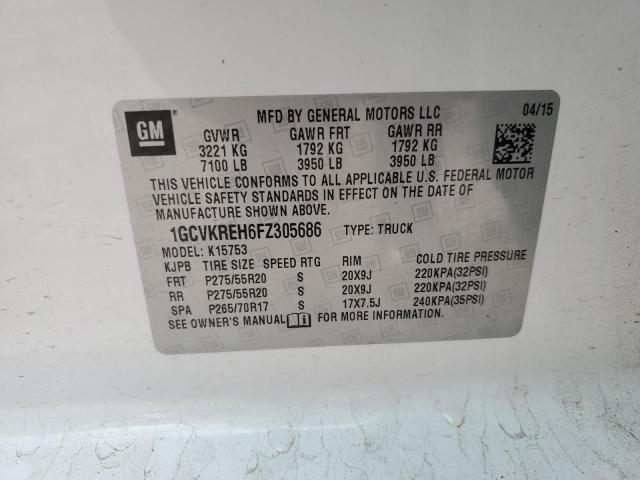 GM
MFD BY GENERAL MOTORS LLC 04/15
GVWR GAWR FRT GAWR RR
3221 KG 1792 KG 1792 KG
7100 LB 3950 LB 3950 LB
THIS VEHICLE CONFORMS TO ALL APPLICABLE U.S. FEDERAL MOTOR
VEHICLE SAFETY STANDARDS IN EFFECT ON THE DATE OF
MANUFACTURE SHOWN ABOVE.
1GCVKREH6FZ305686 TYPE: TRUCK
MODEL: K15753
KJPB TIRE SIZE SPEED RTG RIM COLD TIRE PRESSURE
FRT P275/55R20 S 20X9J 220KPA(32PSI)
RR P275/55R20 S 20X9J 220KPA(32PSI)
SPA P265/70R17 S 17X7.5J 240KPA(35PSI)
SEE OWNER'S MANUAL FOR MORE INFORMATION.